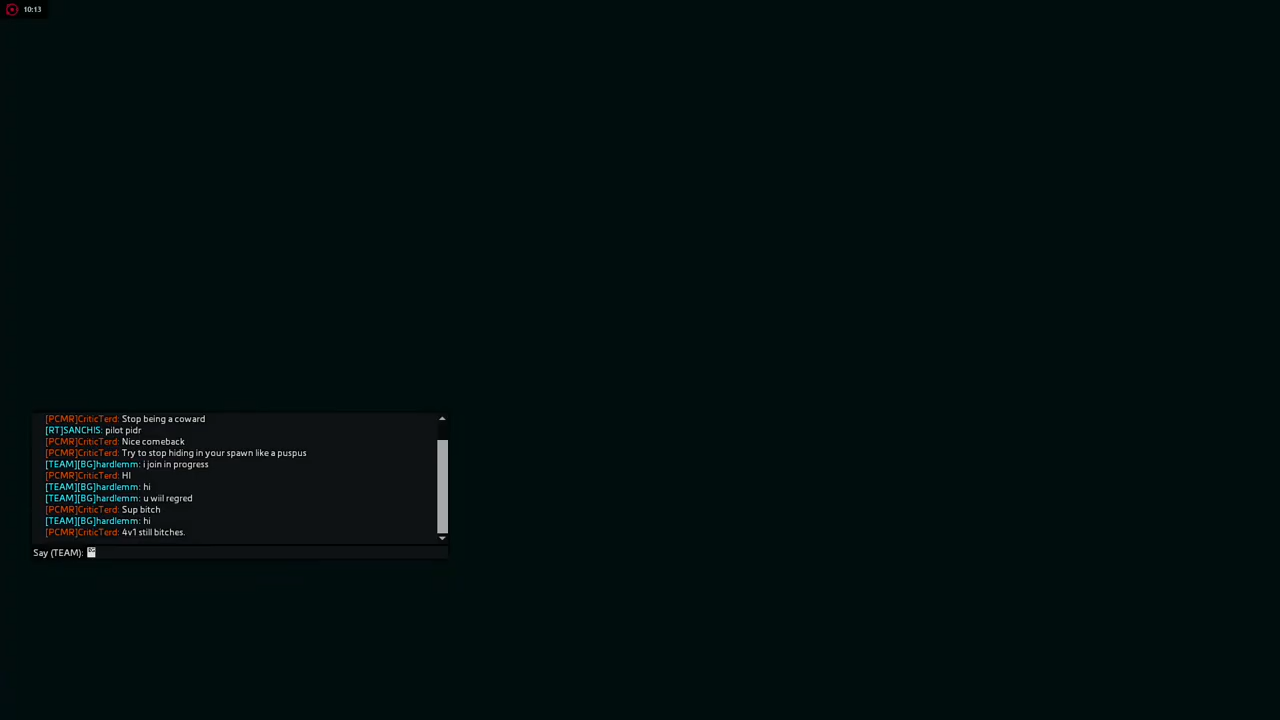 10:13
[PCMR]CriticTerd: Stop being a coward
[RT]SANCHIS: pilot pidr
[PCMR]CriticTerd: Nice comeback
[PCMR]CriticTerd: Try to stop hiding in your spawn like a puspus
[TEAM][BG]hardlemm: i join in progress
[PCMR]CriticTerd: HI
[TEAM][BG]hardlemm: hi
[TEAM][BG]hardlemm: u wiil regred
[PCMR]CriticTerd: Sup bitch
[TEAM][BG]hardlemm: hi
[PCMR]CriticTerd: 4v1 still bitches.
Say (TEAM):